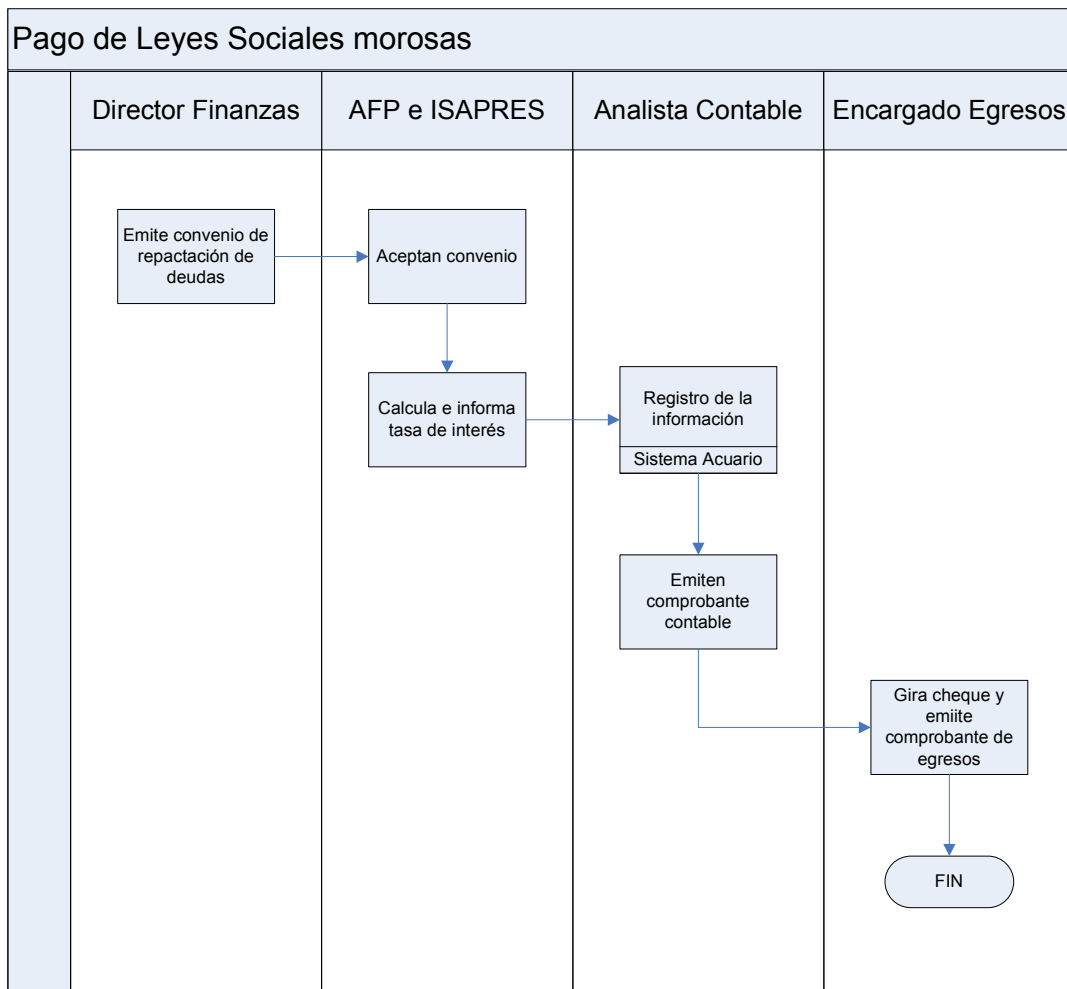 Pago de Leyes Sociales morosas
Director Finanzas
AFP e ISAPRES
Analista Contable
Encargado Egresos
Emite convenio de
repactación de
deudas
Aceptan convenio
Calcula e informa
tasa de interés
Registro de la
información
Sistema Acuario
Emiten
comprobante
contable
Gira cheque y
emiite
comprobante de
egresos
FIN